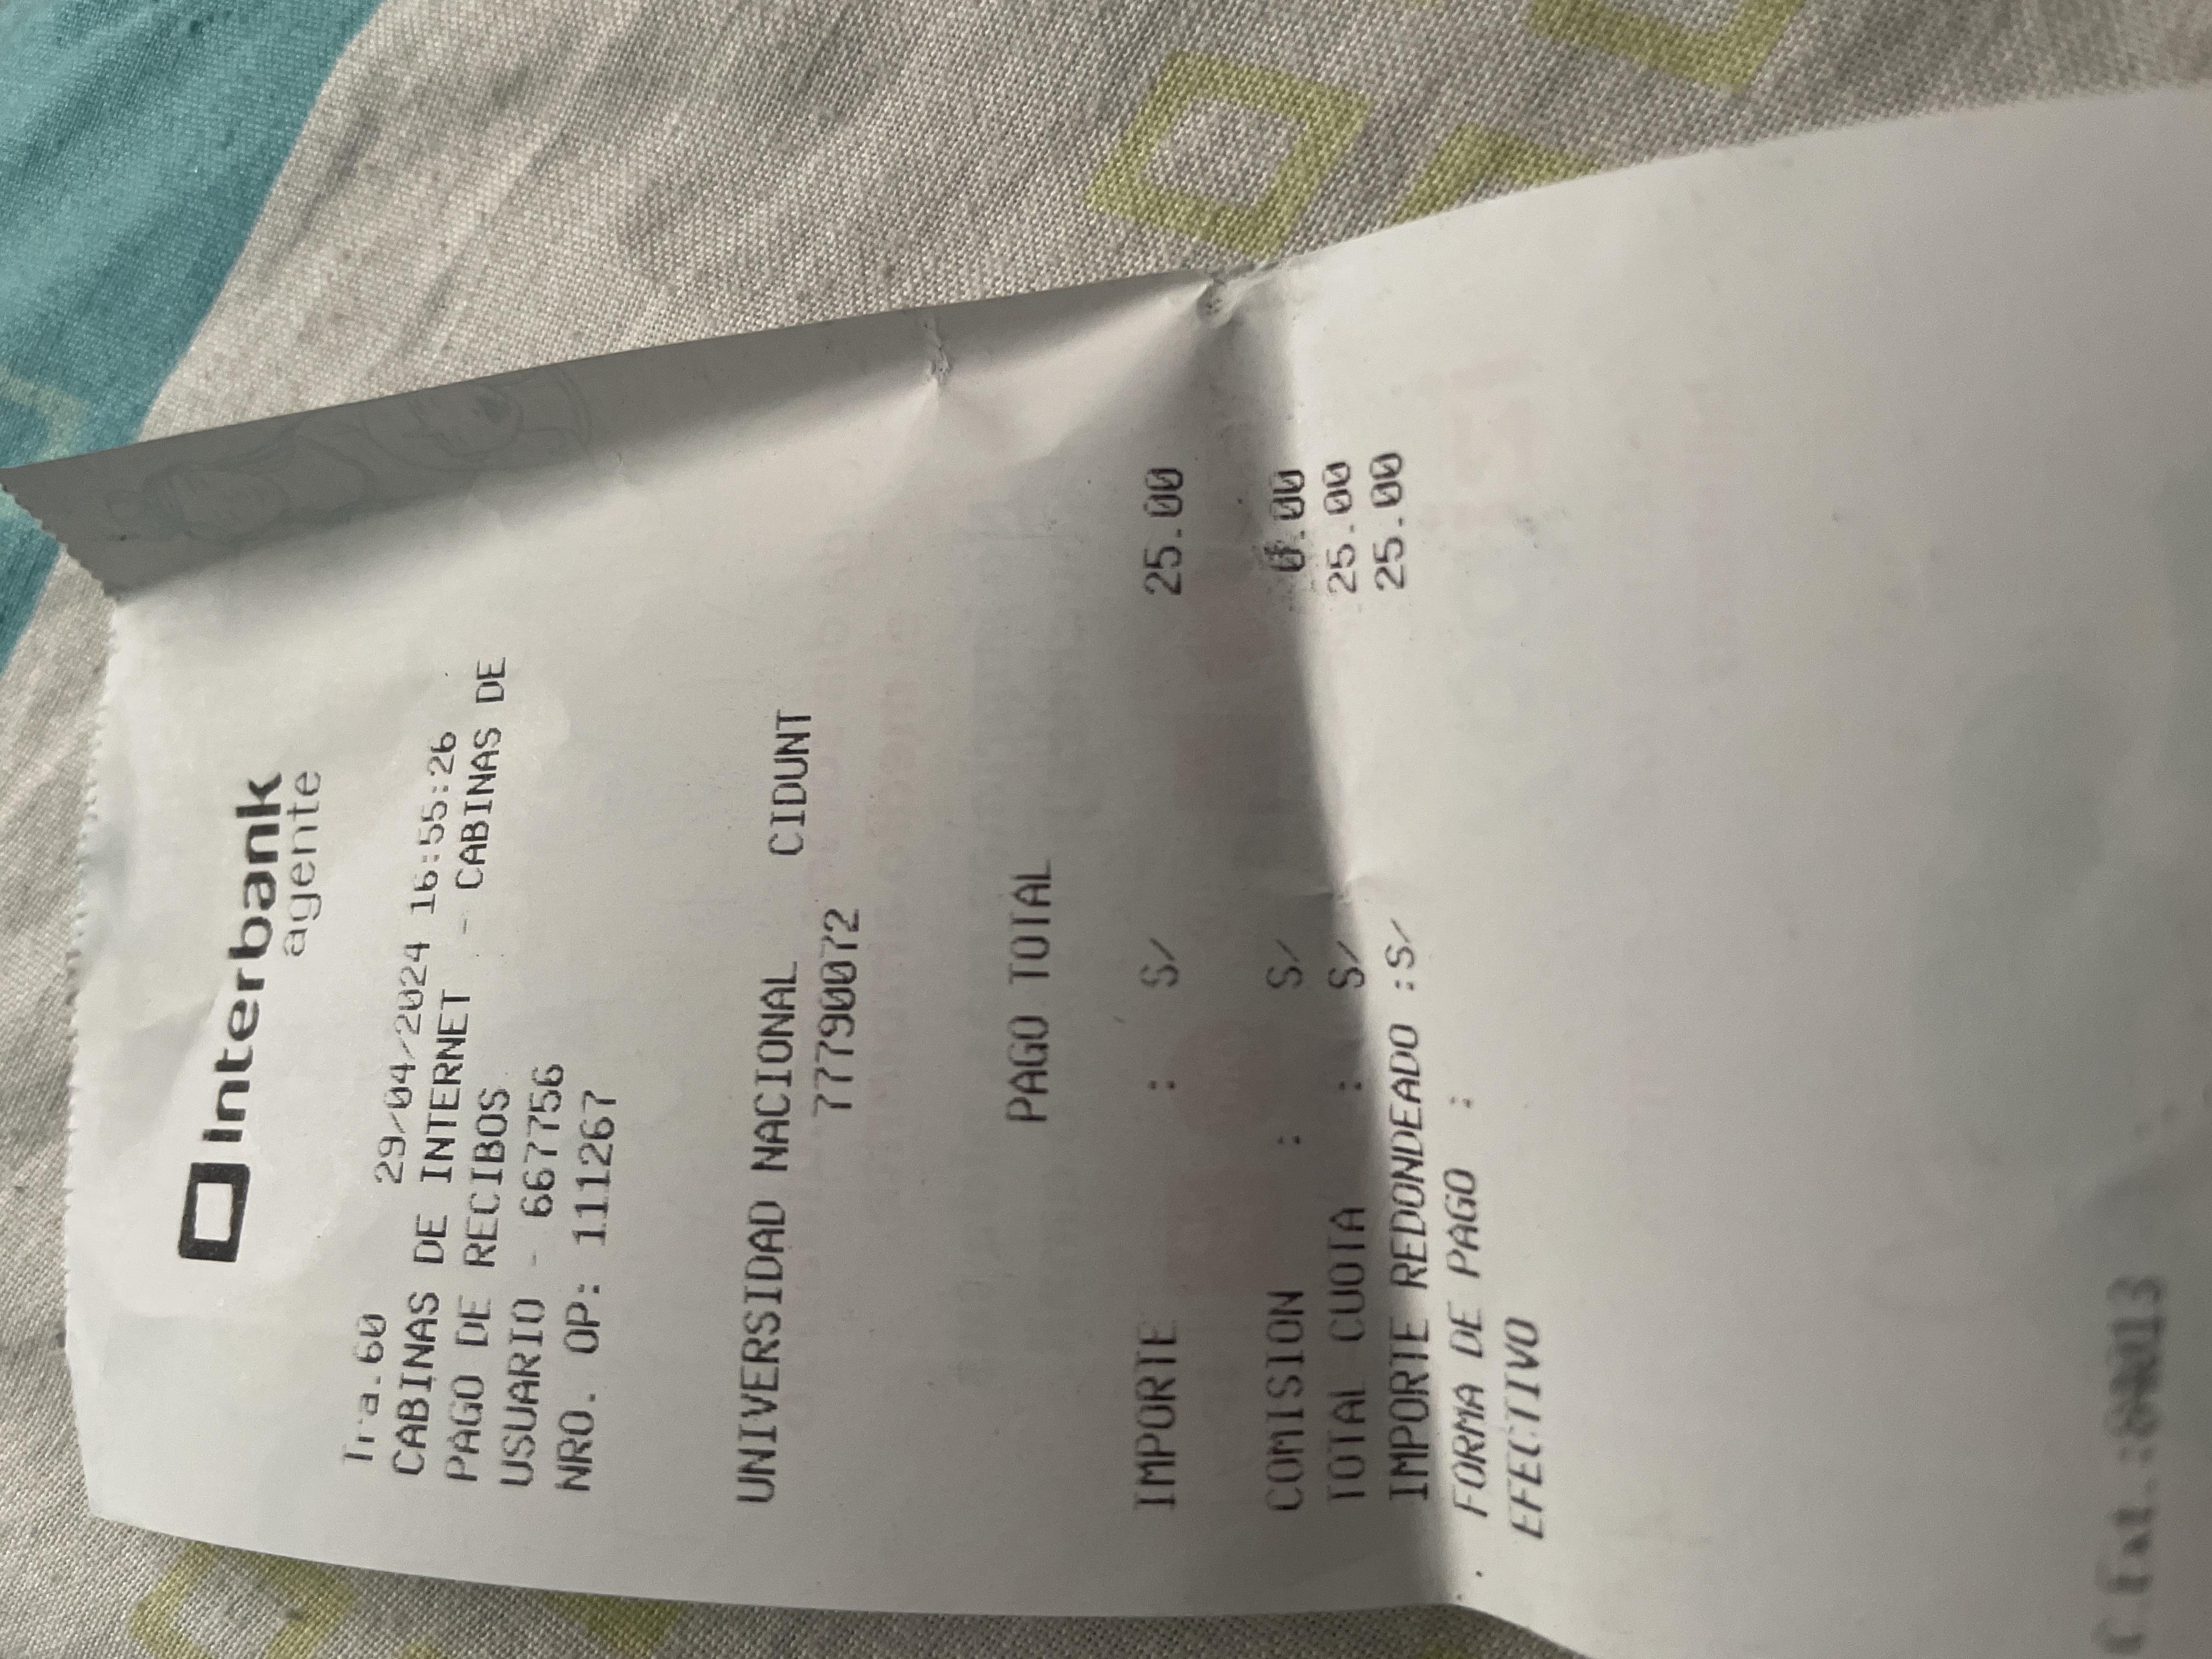 Interbank
agente
Tra.60 29/04/2024 16:55:26
CABINAS DE INTERNET - CABINAS DE
PAGO DE RECIBOS
USUARIO - 667756
NRO. OP: 111267
UNIVERSIDAD NACIONAL CIDUNT
77790072
PAGO TOTAL
IMPORTE : S/ 25.00
COMISION : S/ 0.00
TOTAL CUOTA : S/ 25.00
IMPORTE REDONDEADO :S/ 25.00
FORMA DE PAGO :
EFECTIVO